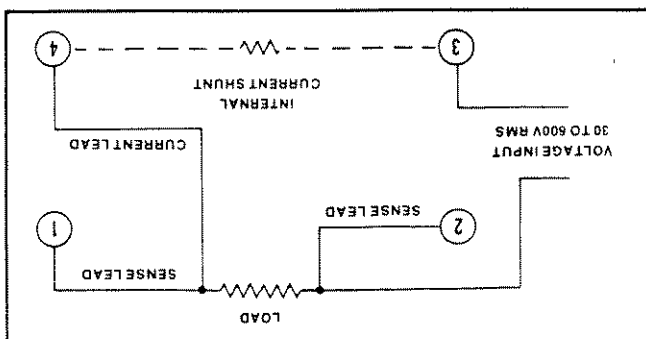 LOAD
SENSE LEAD
1
2
SENSE LEAD
VOLTAGE INPUT
30 TO 600V RMS
CURRENT LEAD
INTERNAL
CURRENT SHUNT
3
4